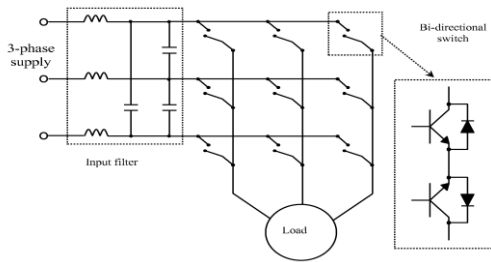 3-phase
supply
Input filter
Load
Bi-directional
switch